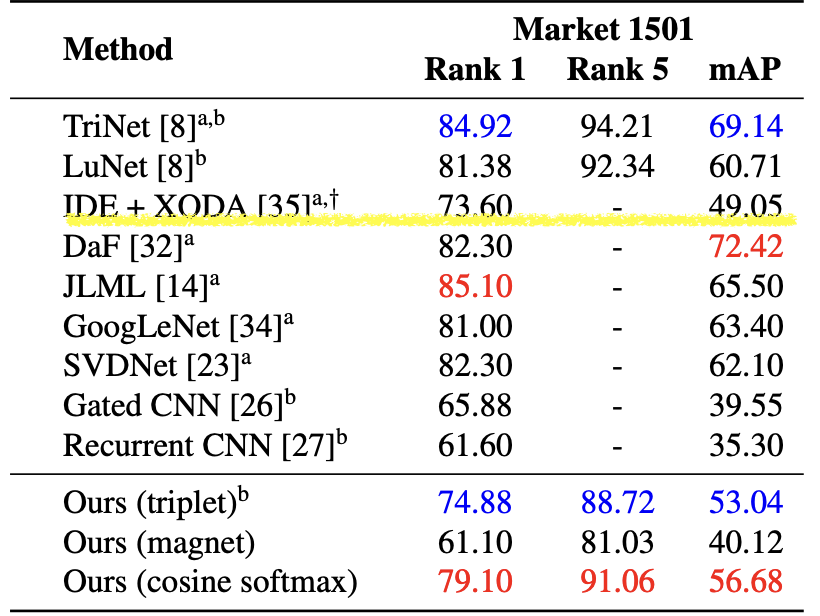 Method Market 1501
Rank 1 Rank 5 mAP
TriNet [8]a,b 84.92 94.21 69.14
LuNet [8]b 81.38 92.34 60.71
IDE + XQDA [35]a,† 73.60 - 49.05
DaF [32]a 82.30 - 72.42
JLML [14]a 85.10 - 65.50
GoogLeNet [34]a 81.00 - 63.40
SVDNet [23]a 82.30 - 62.10
Gated CNN [26]b 65.88 - 39.55
Recurrent CNN [27]b 61.60 - 35.30
Ours (triplet)b 74.88 88.72 53.04
Ours (magnet) 61.10 81.03 40.12
Ours (cosine softmax) 79.10 91.06 56.68